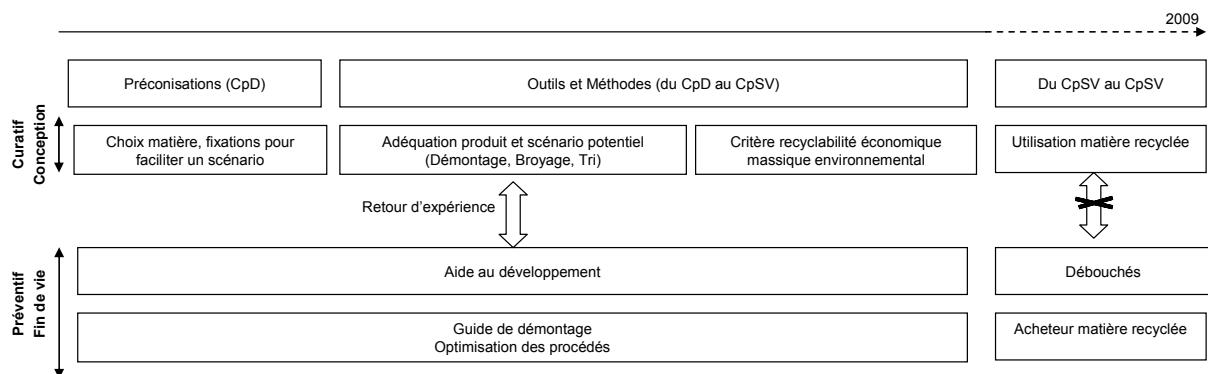 2009
Préconisations (CpD)
Outils et Méthodes (du CpD au CpSV)
Du CpSV au CpSV
Curatif
Conception
Choix matière, fixations pour
faciliter un scénario
Adéquation produit et scénario potentiel
(Démontage, Broyage, Tri)
Critère recyclabilité économique
massique environnemental
Utilisation matière recyclée
Retour d'expérience
Préventif
Fin de vie
Aide au développement
Débouchés
Guide de démontage
Optimisation des procédés
Acheteur matière recyclée